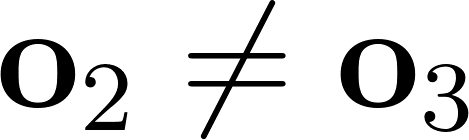 o₂ ≠ o₃